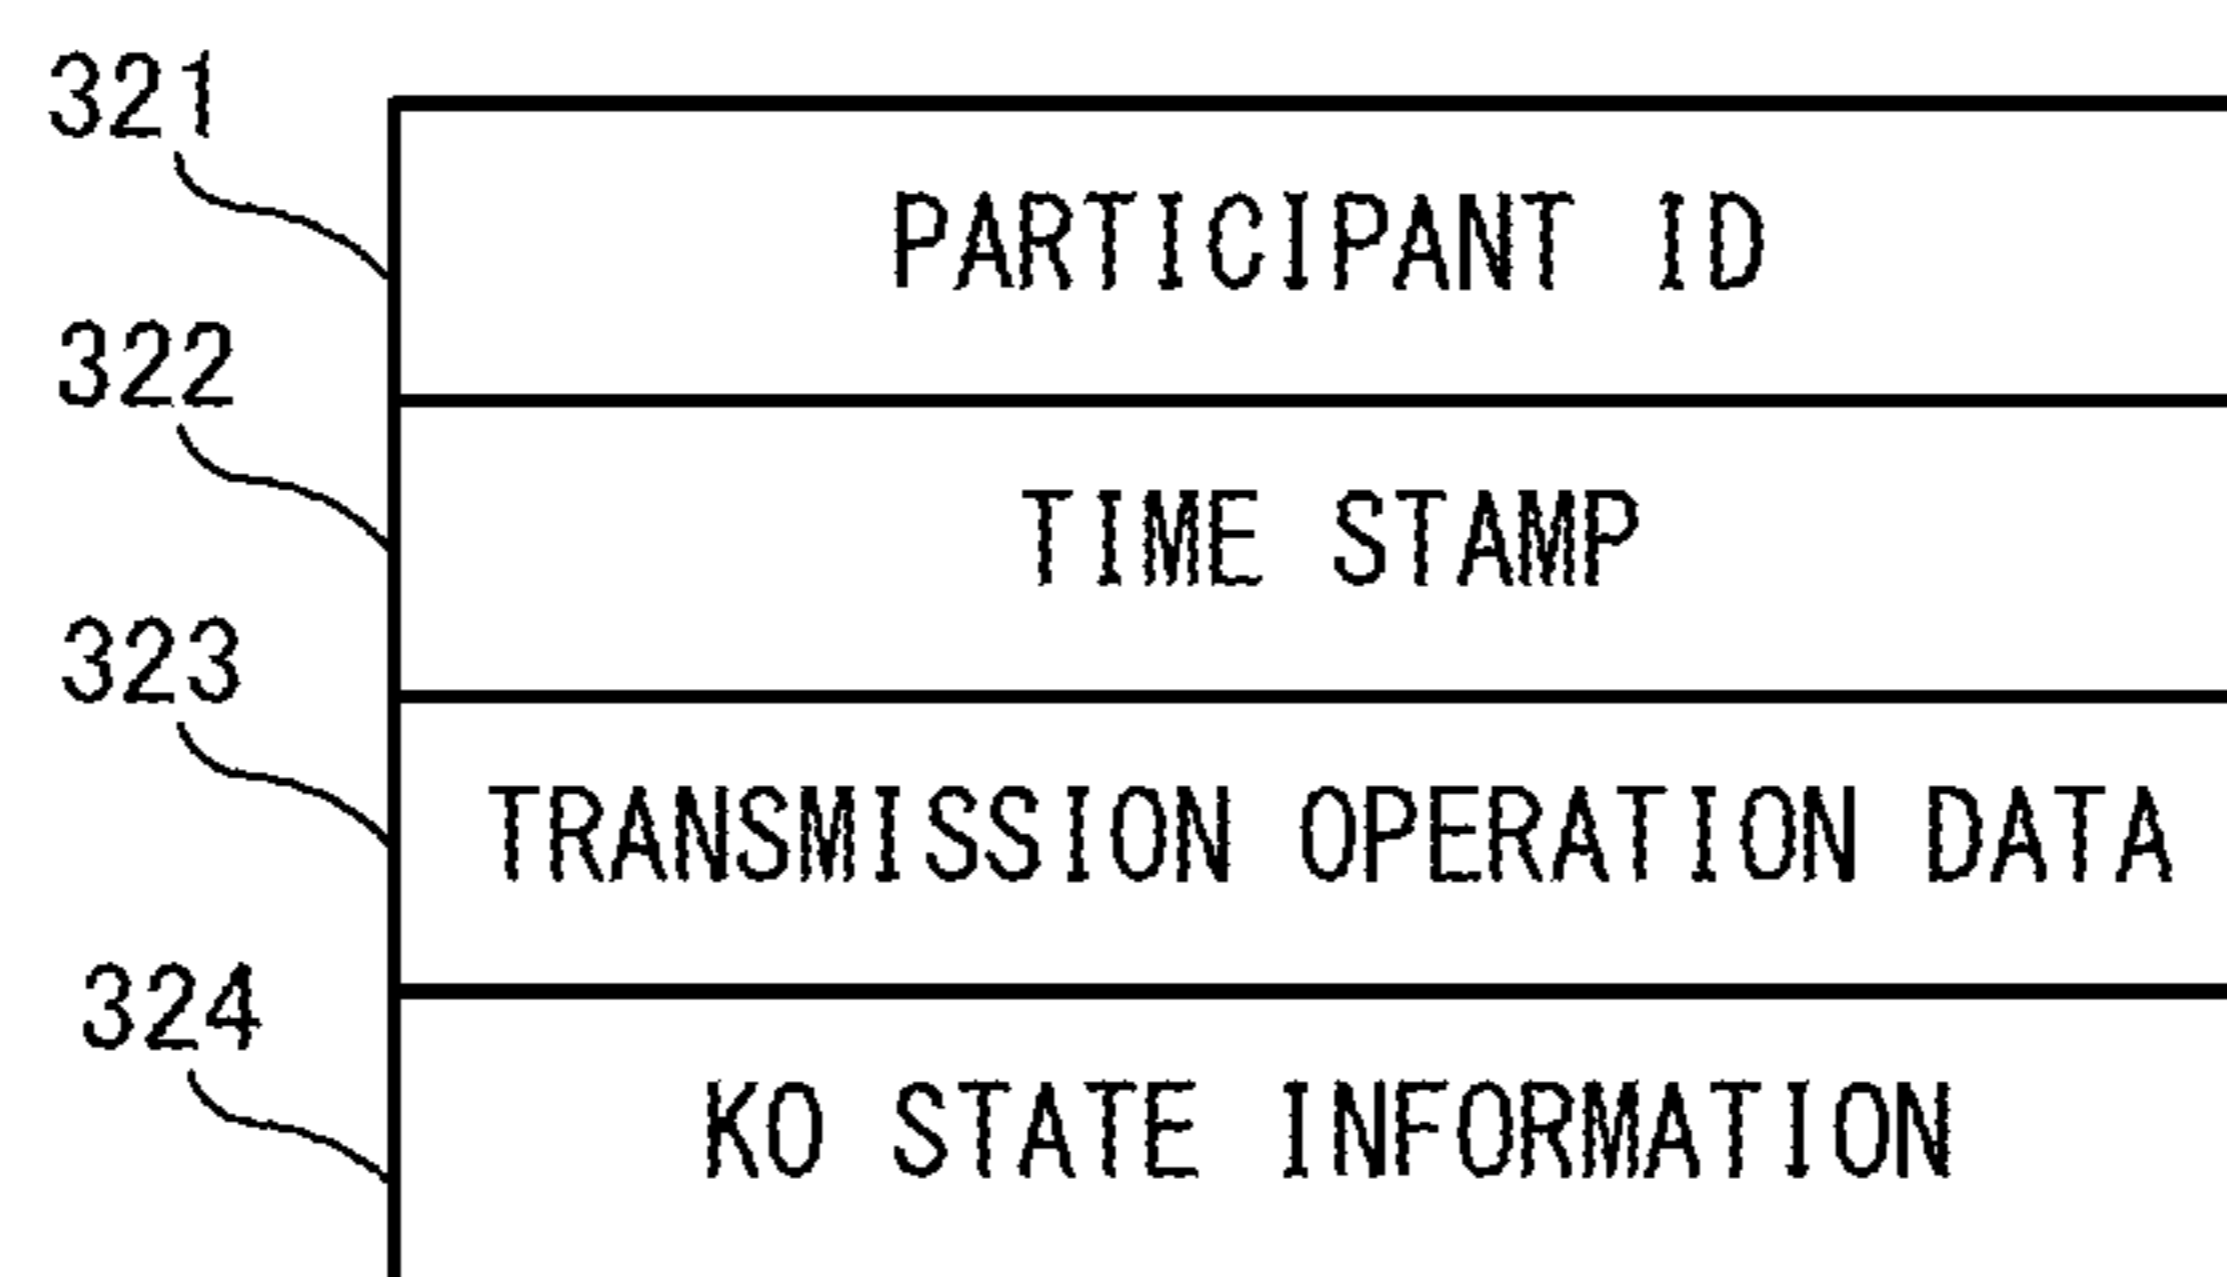 321
PARTICIPANT ID
322
TIME STAMP
323
TRANSMISSION OPERATION DATA
324
KO STATE INFORMATION